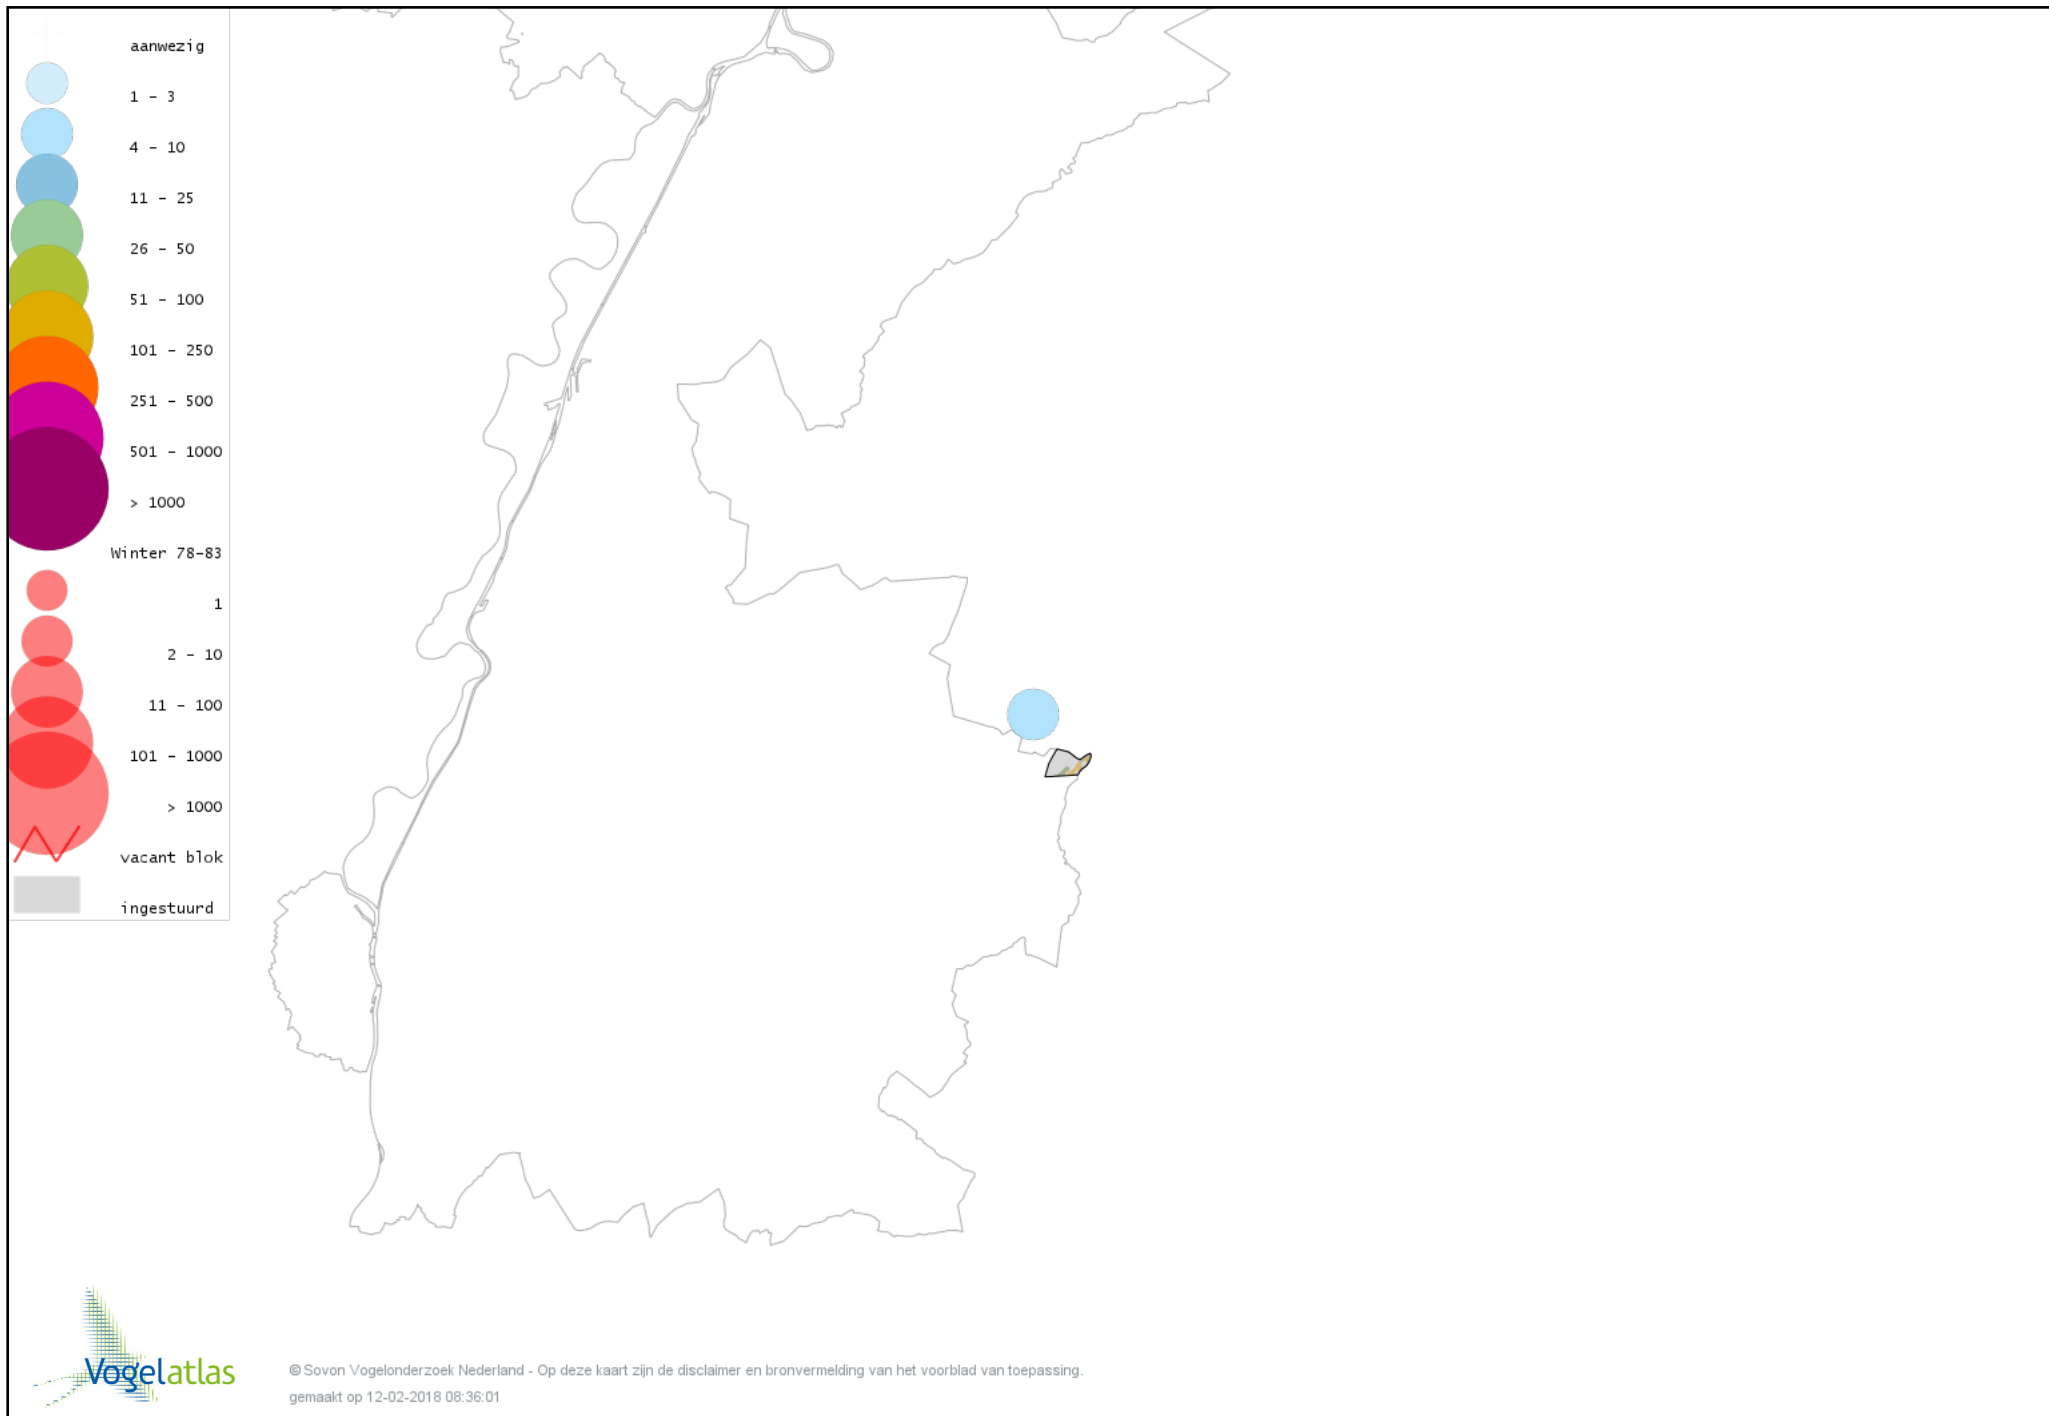 aanwezig
1 - 3
4 - 10
11 - 25
26 - 50
51 - 100
101 - 250
251 - 500
501 - 1000
> 1000
Winter 78-83
1
2 - 10
11 - 100
101 - 1000
> 1000
vacant blok
ingestuurd
Vogelatlas
© Sovon Vogelonderzoek Nederland - Op deze kaart zijn de disclaimer en bronvermelding van het voorblad van toepassing.
gemaakt op 12-02-2018 08:36:01